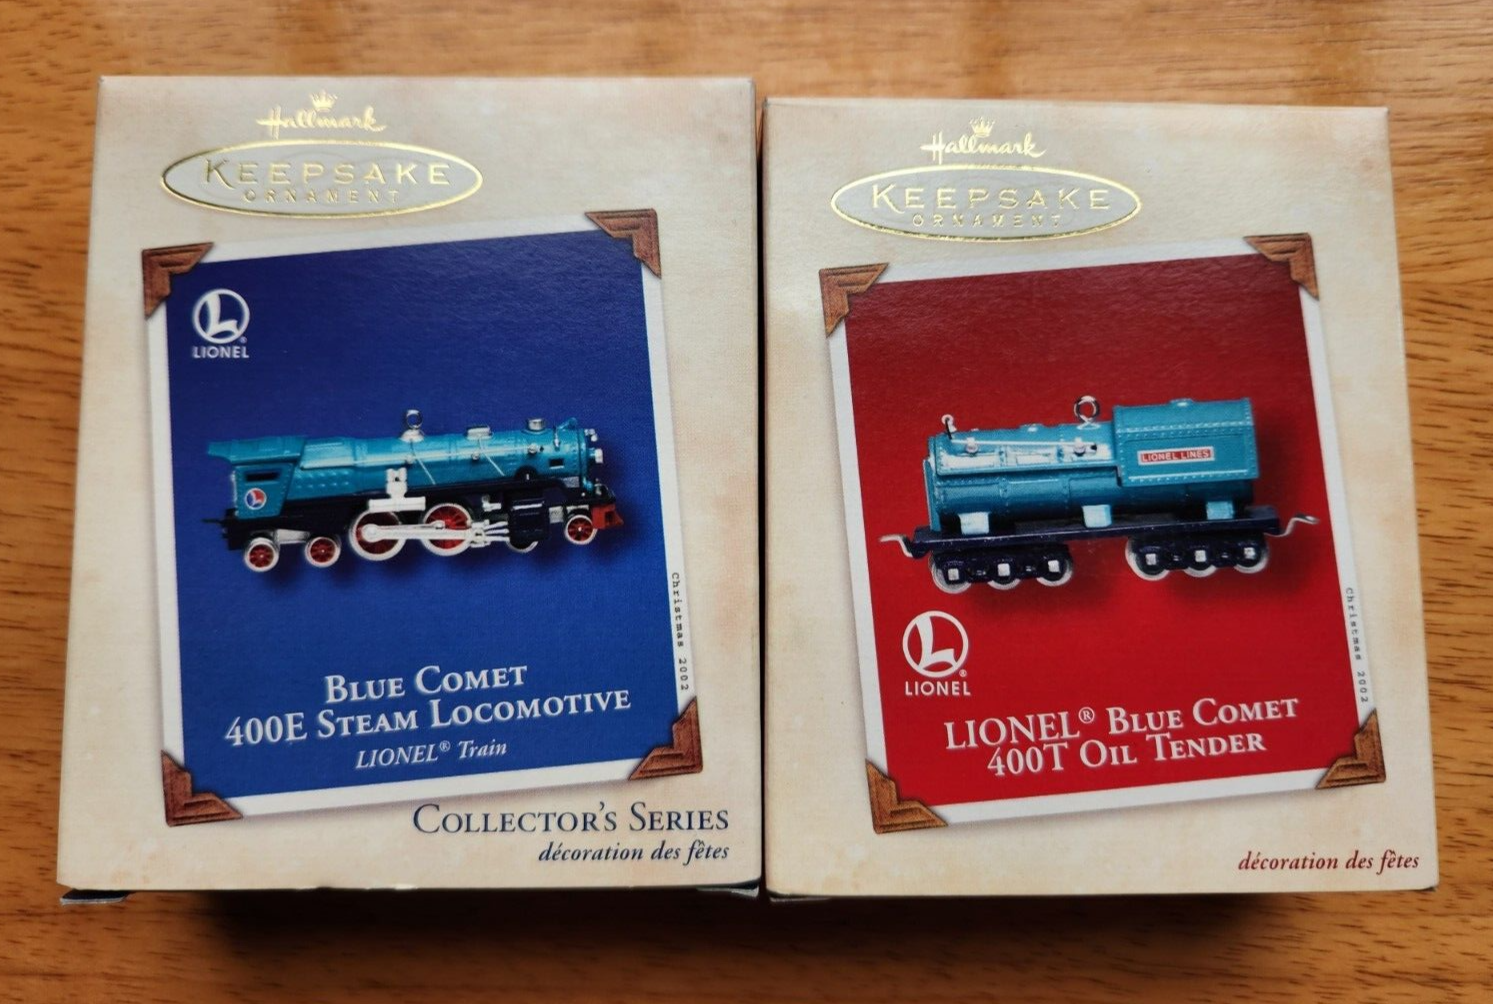 Hallmark
KEEPSAKE
ORNAMENT
L
LIONEL
Christmas 2002
BLUE COMET
400E STEAM LOCOMOTIVE
LIONEL® Train
COLLECTOR'S SERIES
décoration des fêtes
Hallmark
KEEPSAKE
ORNAMENT
LIONEL LINES
L
LIONEL
Christmas 2002
LIONEL® BLUE COMET
400T OIL TENDER
décoration des fêtes